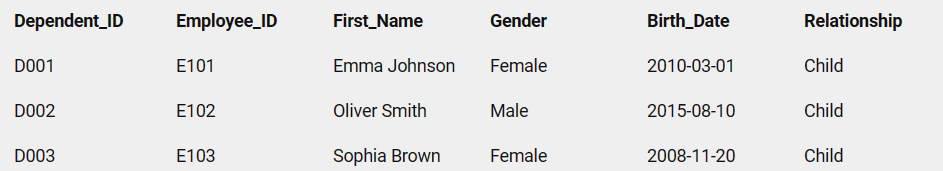 Dependent_ID Employee_ID First_Name Gender Birth_Date Relationship
D001 E101 Emma Johnson Female 2010-03-01 Child
D002 E102 Oliver Smith Male 2015-08-10 Child
D003 E103 Sophia Brown Female 2008-11-20 Child